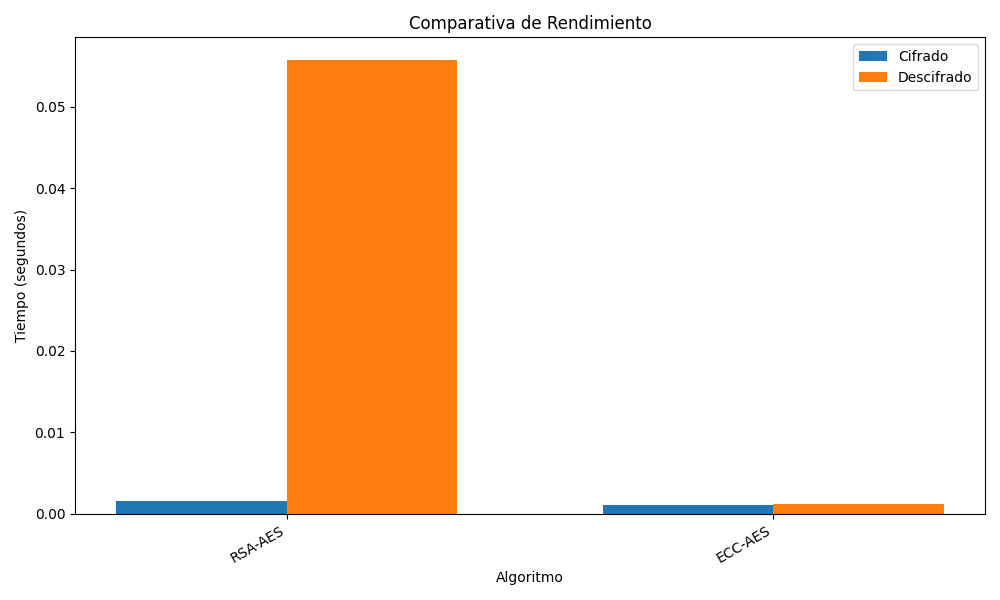 Comparativa de Rendimiento
Cifrado
Descifrado
Tiempo (segundos)
0.05
0.04
0.03
0.02
0.01
0.00
RSA-AES
ECC-AES
Algoritmo